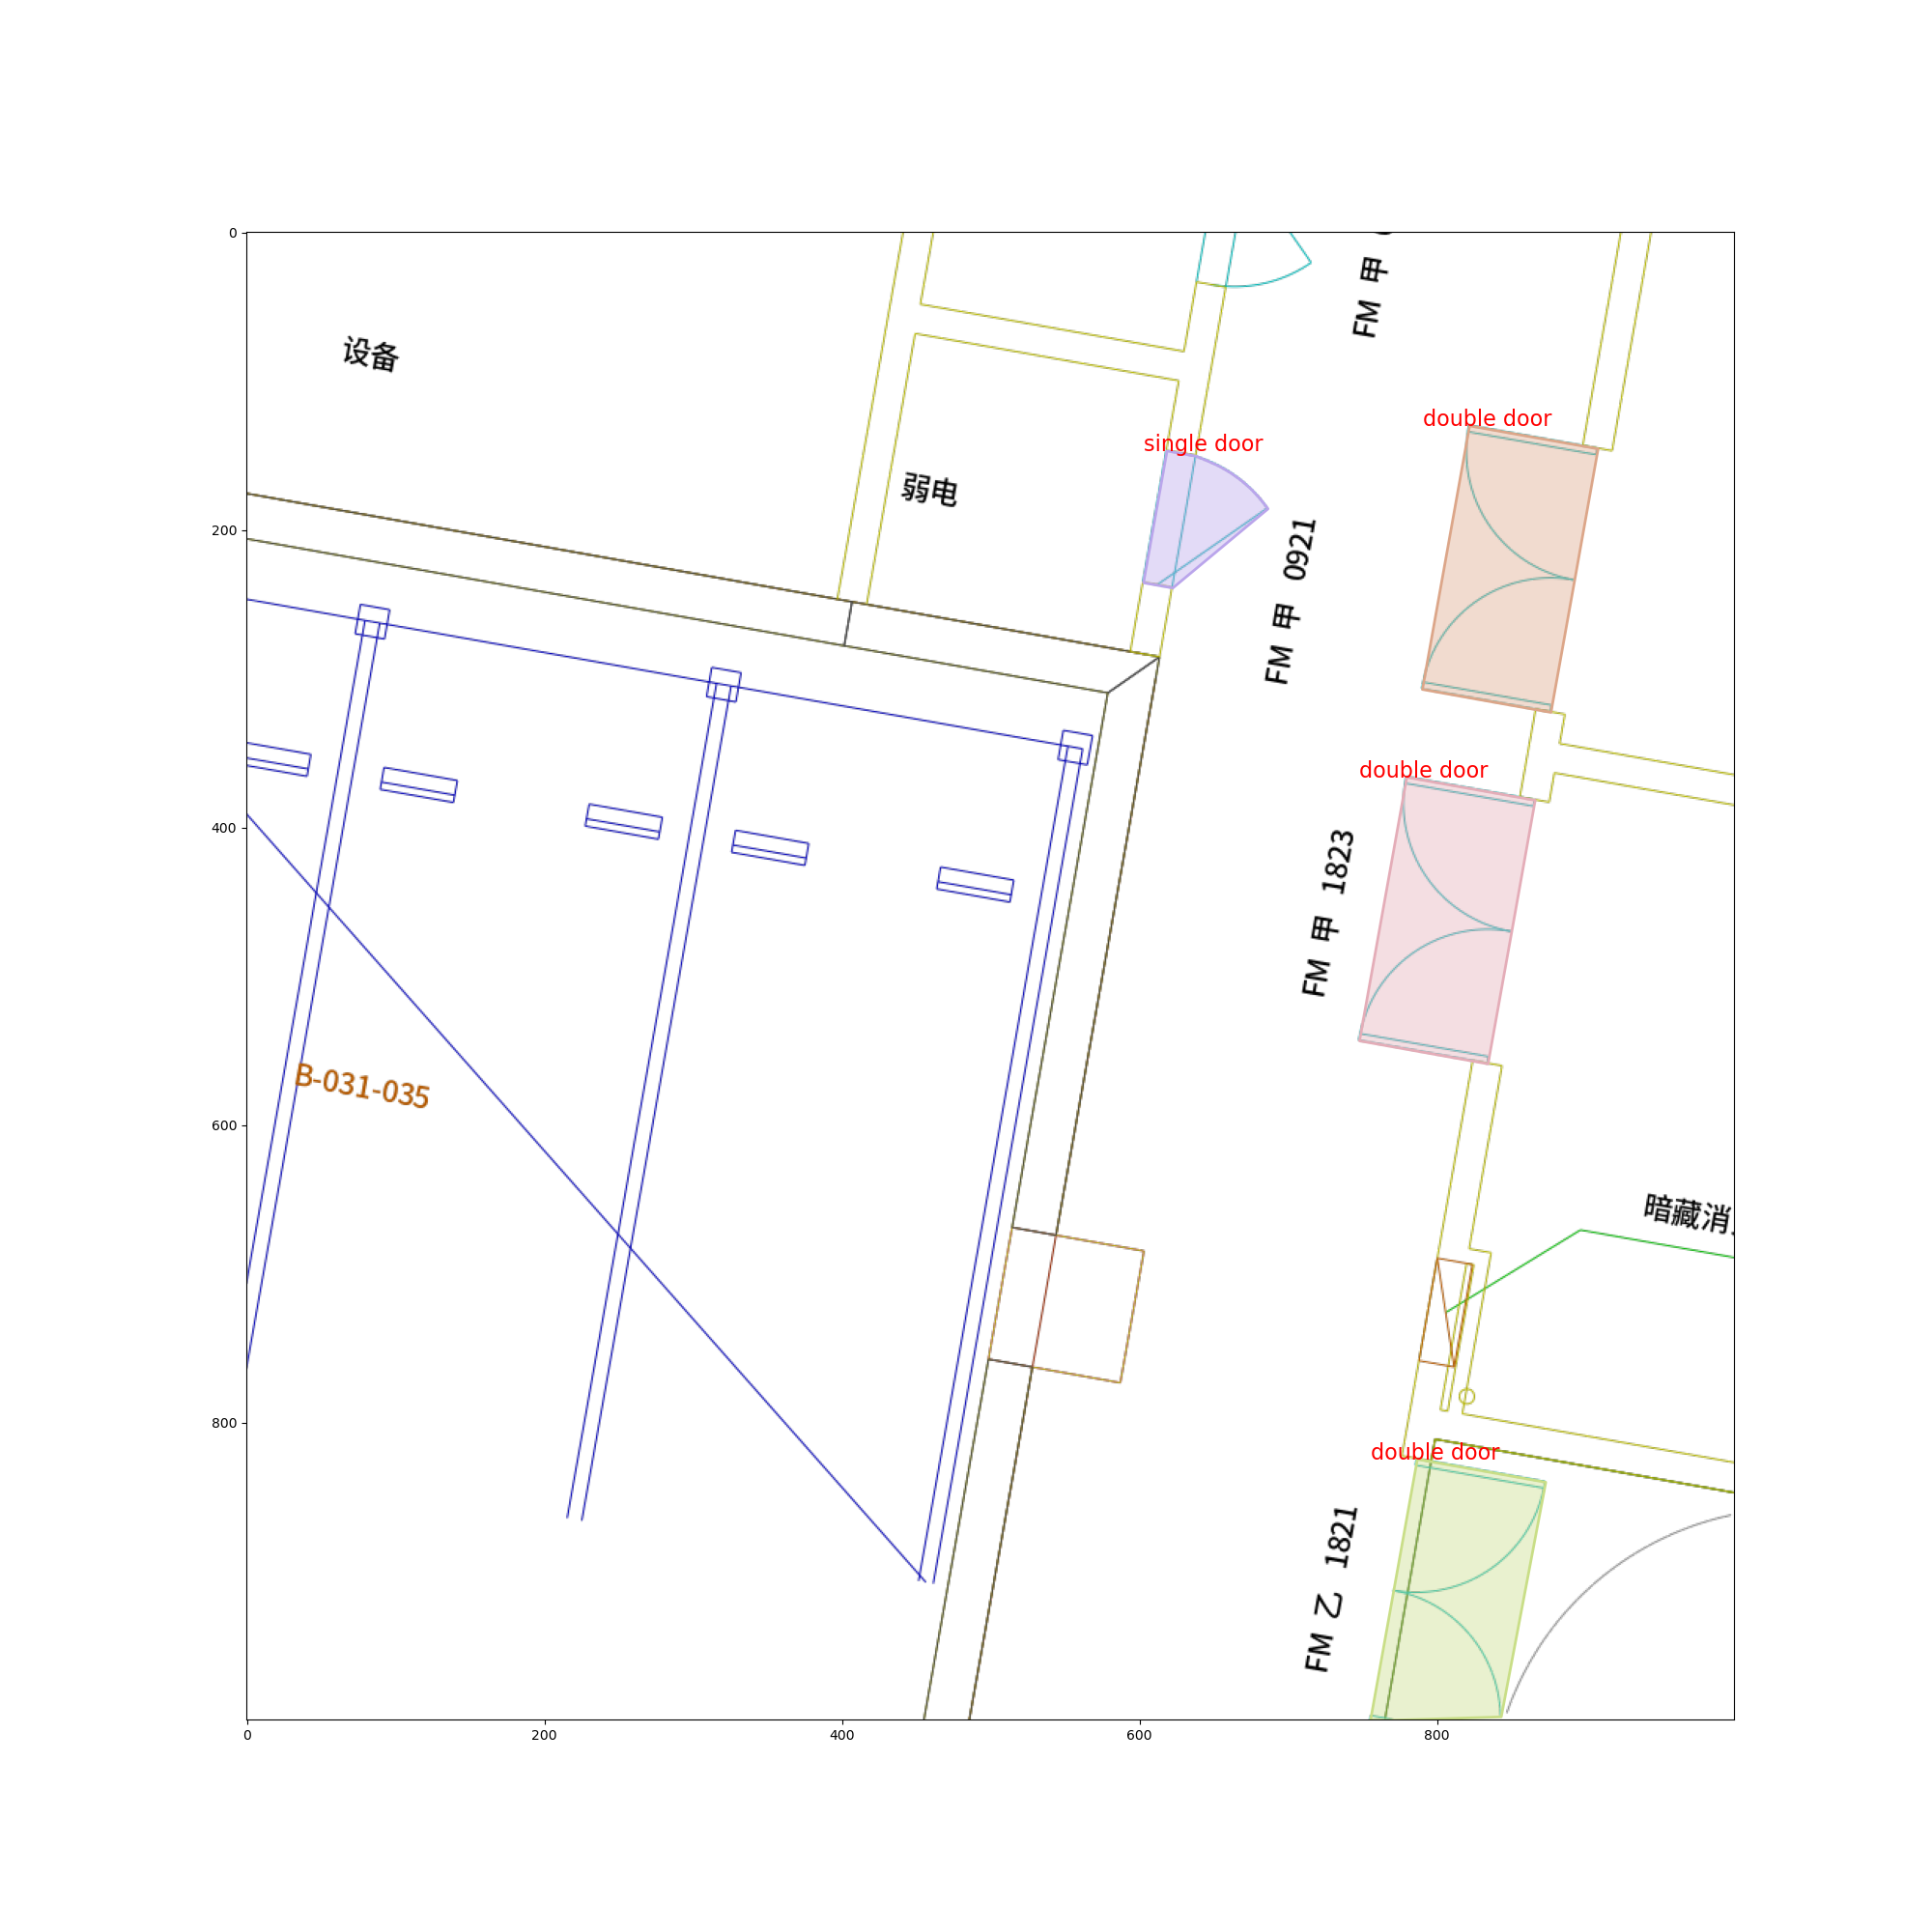 0
200
400
600
800
0
200
400
600
800
设备
弱电
FM 甲
single door
double door
FM 甲 0921
double door
FM 甲 1823
B-031-035
暗藏消
double door
FM 乙 1821